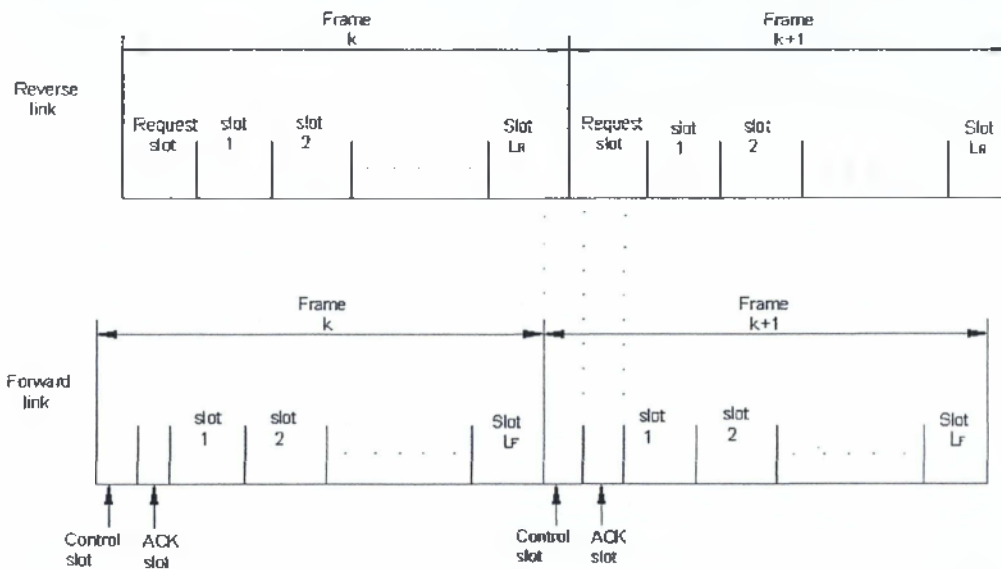 Frame
k
Frame
k+1
Reverse
link
Request
slot
slot
1
slot
2
. . . . . . .
Slot
LR
Request
slot
slot
1
slot
2
. . . . . . .
Slot
LR
Frame
k
Frame
k+1
Forward
link
slot
1
slot
2
. . . . . . .
Slot
LF
slot
1
slot
2
. . . . . . .
Slot
LF
Control
slot
ACK
slot
Control
slot
ACK
slot